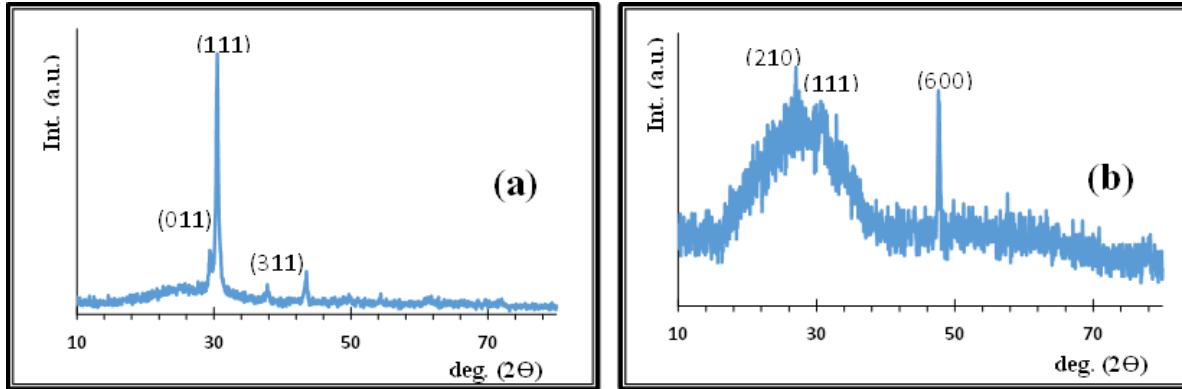 (111)
Int. (a.u.)
(a)
(011)
(311)
10 30 50 70
deg. (2Θ)
(210)
(111)
(600)
Int. (a.u.)
(b)
10 30 50 70
deg. (2Θ)